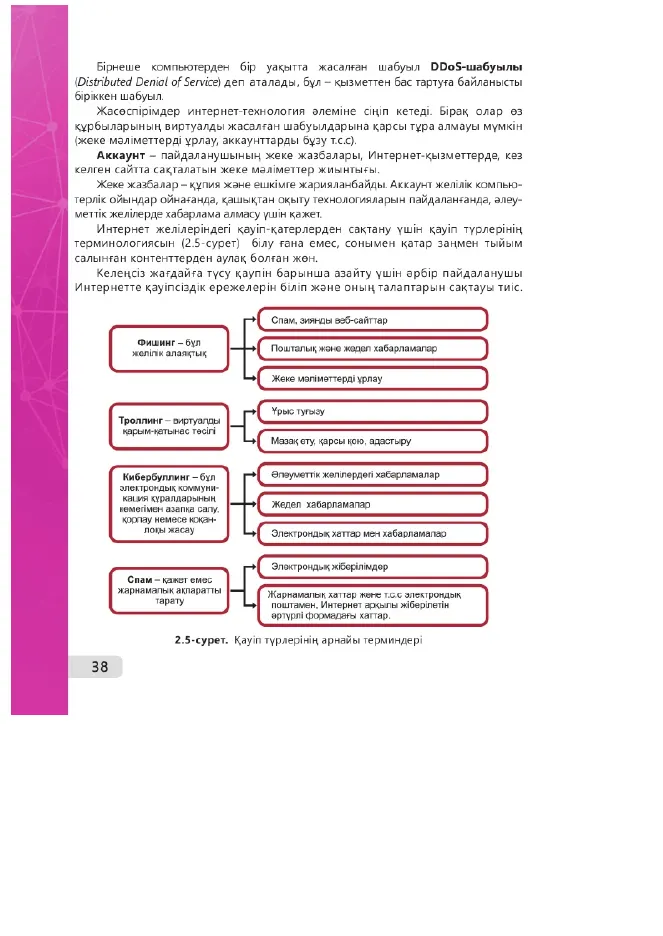 Бірнеше компьютерден бір уақытта жасалған шабуыл DDoS-шабуылы
(Distributed Denial of Service) деп аталады, бұл – қызметтен бас тартуға байланысты
біріккен шабуыл.
Жасөспірімдер интернет-технология әлеміне сіңіп кетеді. Бірақ олар өз
құрбыларының виртуалды жасалған шабуылдарына қарсы тұра алмауы мүмкін
(жеке мәліметтерді ұрлау, аккаунттарды бұзу т.с.с).
Аккаунт – пайдаланушының жеке жазбалары, Интернет-қызметтерде, кез
келген сайтта сақталатын жеке мәліметтер жиынтығы.
Жеке жазбалар – құпия және ешкімге жарияланбайды. Аккаунт желілік компью-
терлік ойындар ойнағанда, қашықтан оқыту технологияларын пайдаланғанда, әлеу-
меттік желілерде хабарлама алмасу үшін қажет.
Интернет желілеріндегі қауіп-қатерлерден сақтану үшін қауіп түрлерінің
терминологиясын (2.5-сурет) білу ғана емес, сонымен қатар заңмен тыйым
салынған контенттерден аулақ болған жөн.
Келеңсіз жағдайға түсу қаупін барынша азайту үшін әрбір пайдаланушы
Интернетте қауіпсіздік ережелерін біліп және оның талаптарын сақтауы тиіс.
Фишинг – бұл
желілік алаяқтық
Спам, зиянды веб-сайттар
Пошталық және жедел хабарламалар
Жеке мәліметтерді ұрлау
Троллинг – виртуалды
қарым-қатынас тәсілі
Ұрыс туғызу
Мазақ ету, қарсы қою, адастыру
Кибербуллинг – бұл
электрондық коммуни-
кация құралдарының
көмегімен азапқа салу,
қорлау немесе қоқан-
лоқы жасау
Әлеуметтік желілердегі хабарламалар
Жедел хабарламалар
Электрондық хаттар мен хабарламалар
Спам – қажет емес
жарнамалық ақпаратты
тарату
Электрондық жіберілімдер
Жарнамалық хаттар және т.с.с электрондық
поштамен, Интернет арқылы жіберілетін
әртүрлі формадағы хаттар.
2.5-сурет. Қауіп түрлерінің арнайы терминдері
38